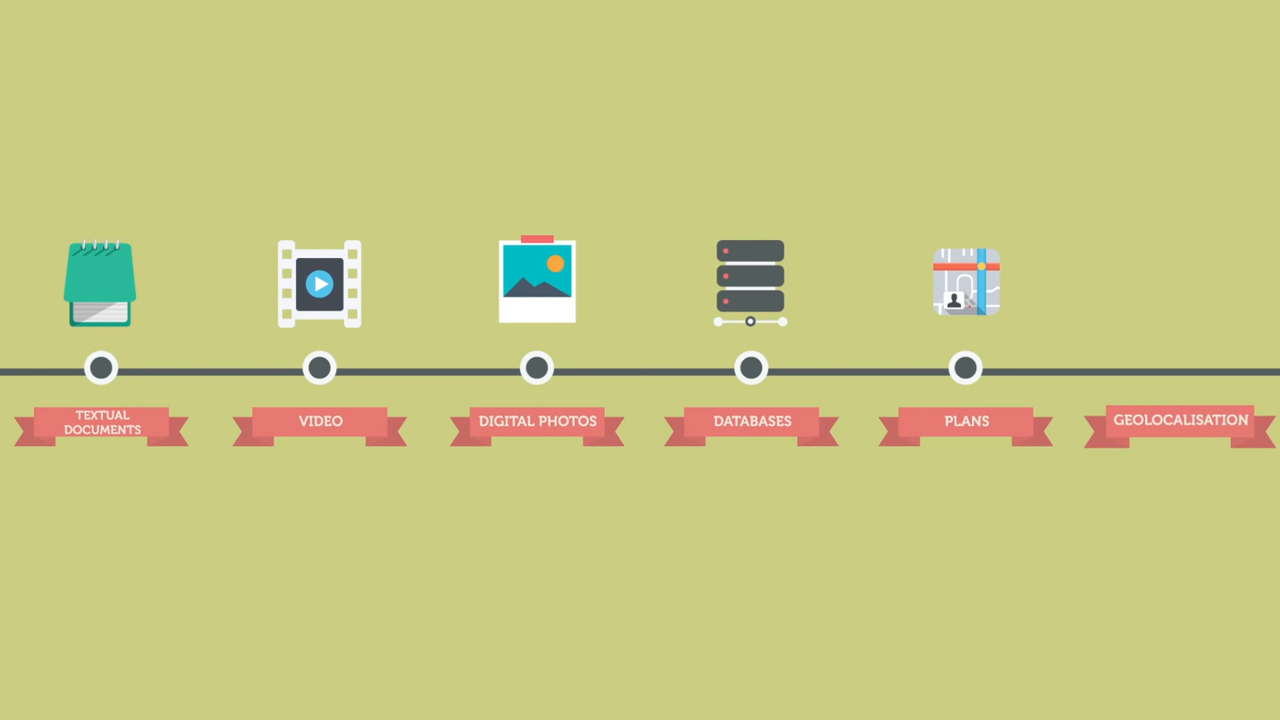 TEXTUAL
DOCUMENTS
VIDEO
DIGITAL PHOTOS
DATABASES
PLANS
GEOLOCALISATION